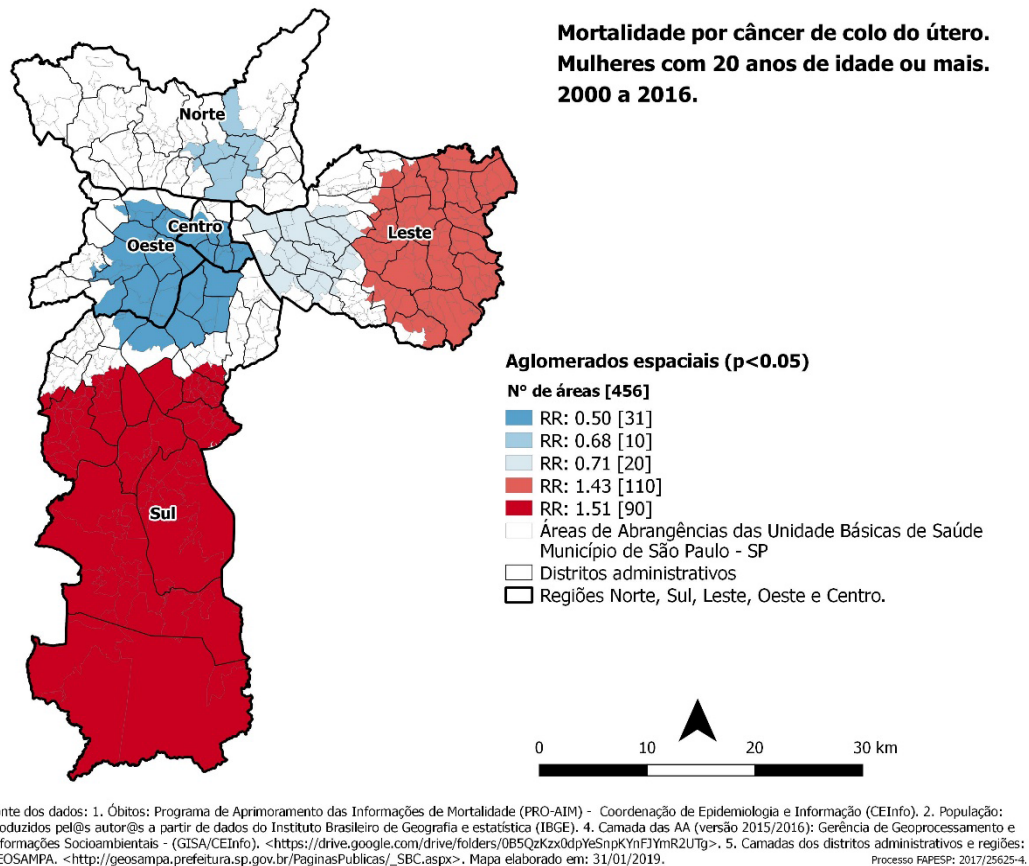 Mortalidade por câncer de colo do útero.
Mulheres com 20 anos de idade ou mais.
2000 a 2016.
Norte
Centro
Oeste
Leste
Sul
Aglomerados espaciais (p<0.05)
N° de áreas [456]
RR: 0.50 [31]
RR: 0.68 [10]
RR: 0.71 [20]
RR: 1.43 [110]
RR: 1.51 [90]
Áreas de Abrangências das Unidade Básicas de Saúde
Município de São Paulo - SP
Distritos administrativos
Regiões Norte, Sul, Leste, Oeste e Centro.
0 10 20 30 km
nte dos dados: 1. Óbitos: Programa de Aprimoramento das Informações de Mortalidade (PRO-AIM) - Coordenação de Epidemiologia e Informação (CEInfo). 2. População:
oduzidos pel@s autor@s a partir de dados do Instituto Brasileiro de Geografia e estatística (IBGE). 4. Camada das AA (versão 2015/2016): Gerência de Geoprocessamento e
formações Socioambientais - (GISA/CEInfo). <https://drive.google.com/drive/folders/0B5QzKzx0dpYeSnpKYnFJYmR2UTg>. 5. Camadas dos distritos administrativos e regiões:
EOSAMPA. <http://geosampa.prefeitura.sp.gov.br/PaginasPublicas/_SBC.aspx>. Mapa elaborado em: 31/01/2019. Processo FAPESP: 2017/25625-4.